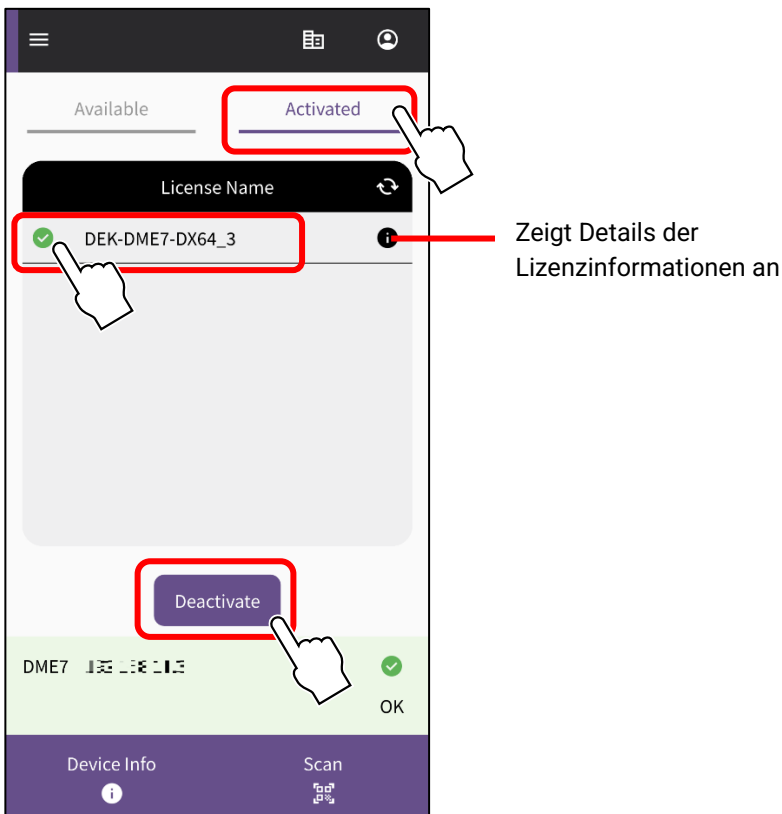 Available
Activated
License Name
DEK-DME7-DX64_3
Zeigt Details der
Lizenzinformationen an
Deactivate
DME7
OK
Device Info
Scan